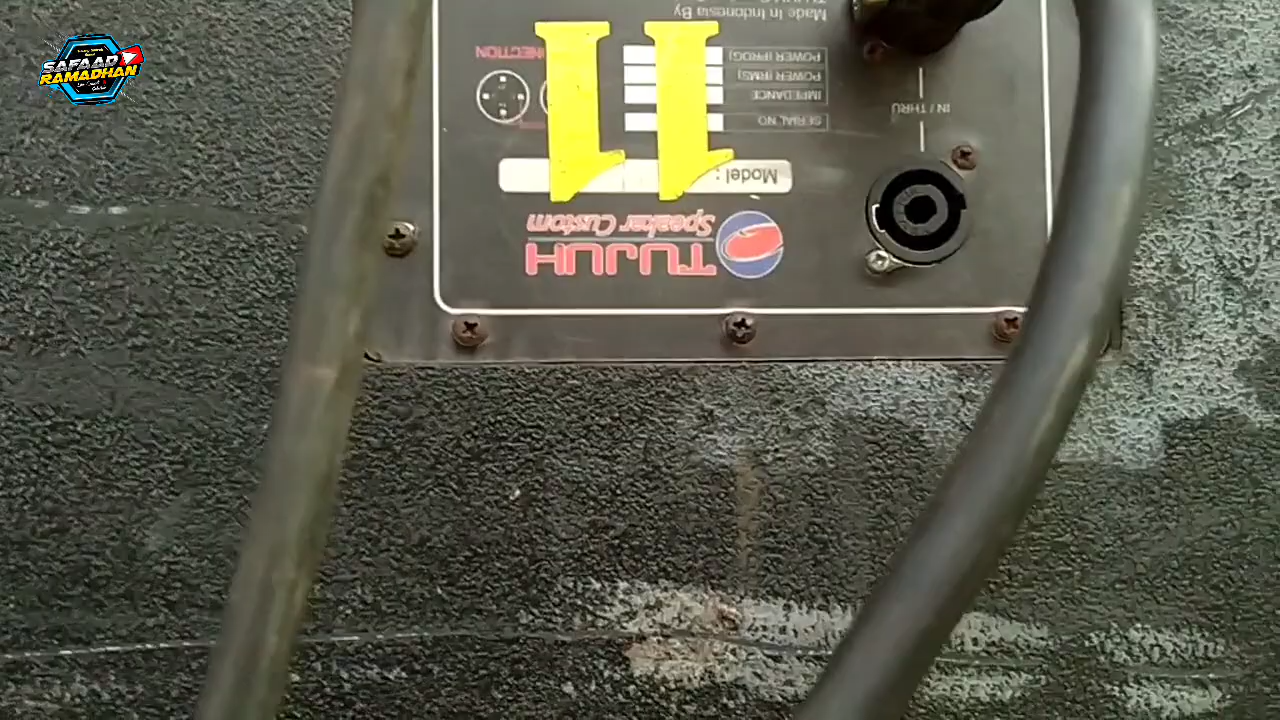 SAFAAD
RAMADHAN
TUJUH
Speaker Custom
Model :
11
SERIAL NO
IMPEDANCE
POWER (RMS)
POWER (PROG)
IN / THRU
Made In Indonesia By